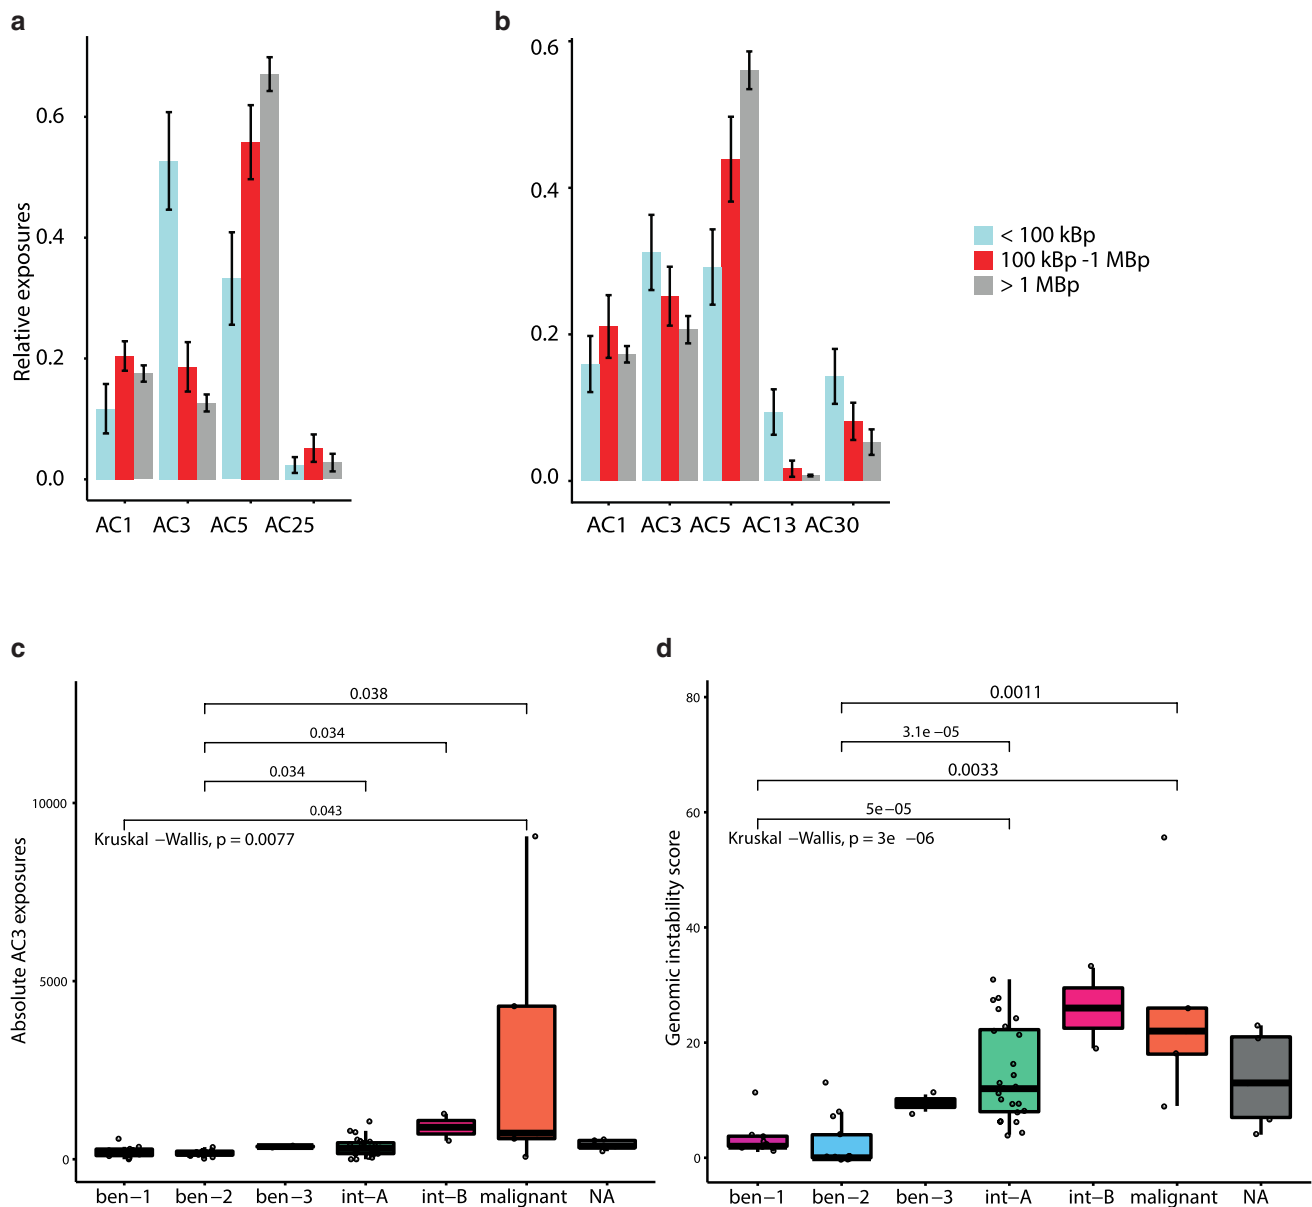 a
Relative exposures
0.6
0.4
0.2
0.0
AC1 AC3 AC5 AC25
b
0.6
0.4
0.2
0.0
AC1 AC3 AC5 AC13 AC30
< 100 kBp
100 kBp -1 MBp
> 1 MBp
c
Absolute AC3 exposures
10000
5000
0
0.038
0.034
0.034
0.043
Kruskal −Wallis, p = 0.0077
ben−1 ben−2 ben−3 int−A int−B malignant NA
d
Genomic instability score
80
60
40
20
0
0.0011
3.1e −05
0.0033
5e−05
Kruskal −Wallis, p = 3e −06
ben−1 ben−2 ben−3 int−A int−B malignant NA